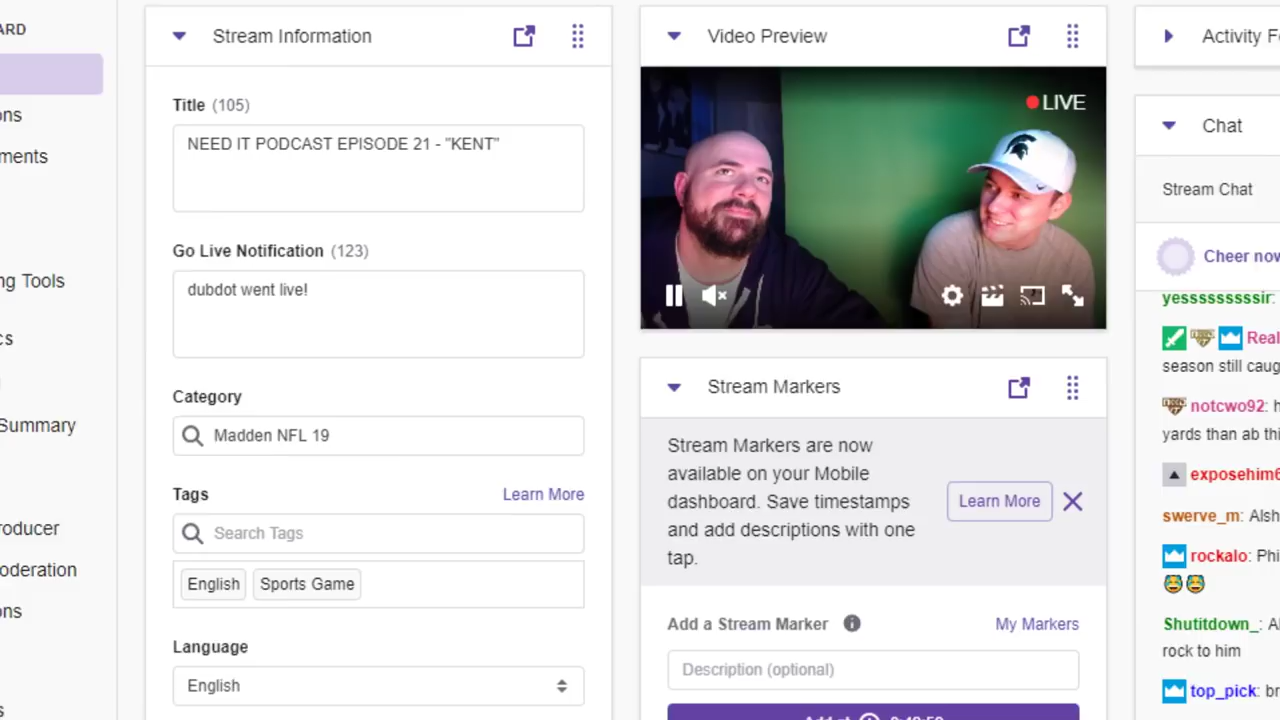 ARD
ons
ments
ng Tools
cs
Summary
roducer
oderation
ons
s
Stream Information
Title (105)
NEED IT PODCAST EPISODE 21 - "KENT"
Go Live Notification (123)
dubdot went live!
Category
Madden NFL 19
Tags
Learn More
Search Tags
English
Sports Game
Language
English
Video Preview
LIVE
Stream Markers
Stream Markers are now
available on your Mobile
dashboard. Save timestamps
and add descriptions with one
tap.
Learn More
Add a Stream Marker
My Markers
Description (optional)
Activity Fe
Chat
Stream Chat
Cheer now
yesssssssssir:
Real
season still caug
notcwo92: h
yards than ab thi
exposehim6
swerve_m: Alsh
rockalo: Phi
Shutitdown_: Al
rock to him
top_pick: br